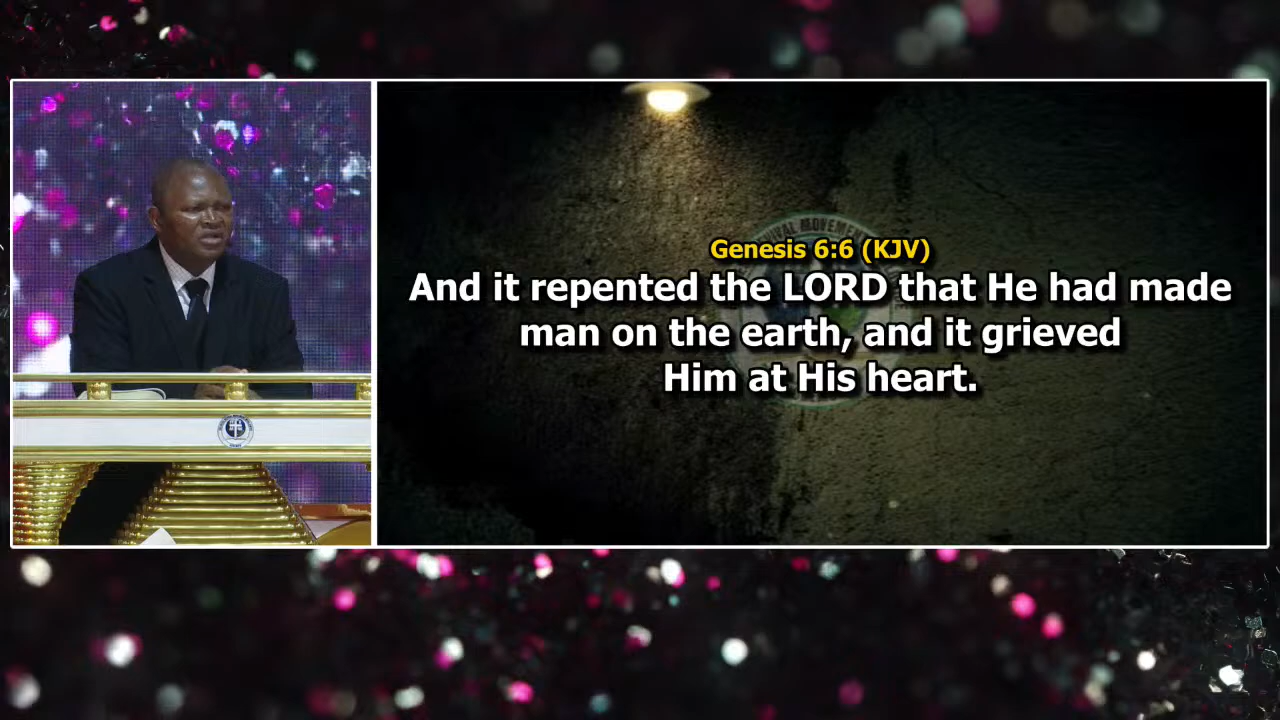 Genesis 6:6 (KJV)
And it repented the LORD that He had made
man on the earth, and it grieved
Him at His heart.